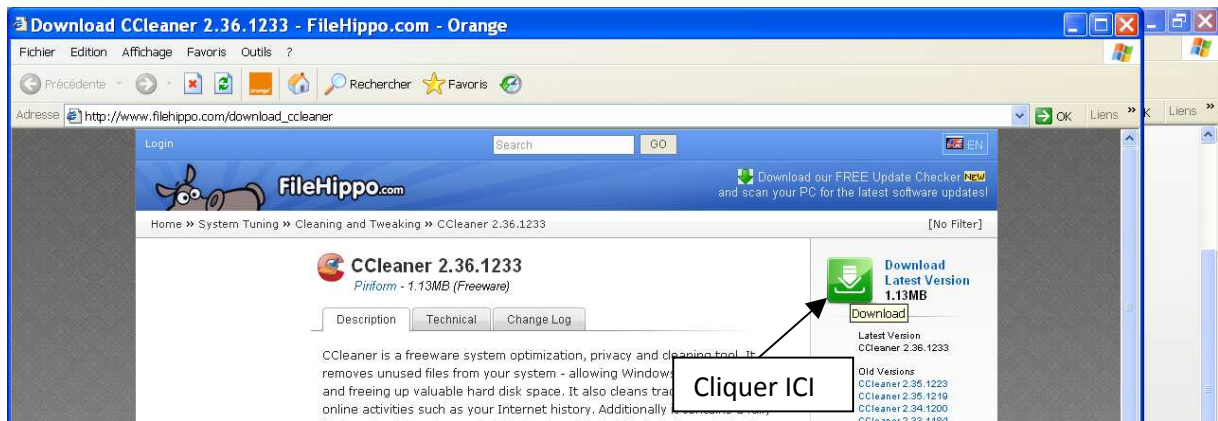 Download CCleaner 2.36.1233 - FileHippo.com - Orange
Fichier Edition Affichage Favoris Outils ?
Précédente Rechercher Favoris
Adresse http://www.filehippo.com/download_ccleaner OK Liens » K Liens »
Login Search GO EN
FileHippo.com
Download our FREE Update Checker NEW
and scan your PC for the latest software updates!
Home » System Tuning » Cleaning and Tweaking » CCleaner 2.36.1233 [No Filter]
CCleaner 2.36.1233
Piriform - 1.13MB (Freeware)
Download
Latest Version
1.13MB
Download
Description Technical Change Log
Latest Version
CCleaner 2.36.1233
CCleaner is a freeware system optimization, privacy and cleaning tool. It
removes unused files from your system - allowing Windows
and freeing up valuable hard disk space. It also cleans
online activities such as your Internet history. Additionally
Cliquer ICI
Old Versions
CCleaner 2.35.1223
CCleaner 2.35.1219
CCleaner 2.34.1200
CCleaner 2.33.1184